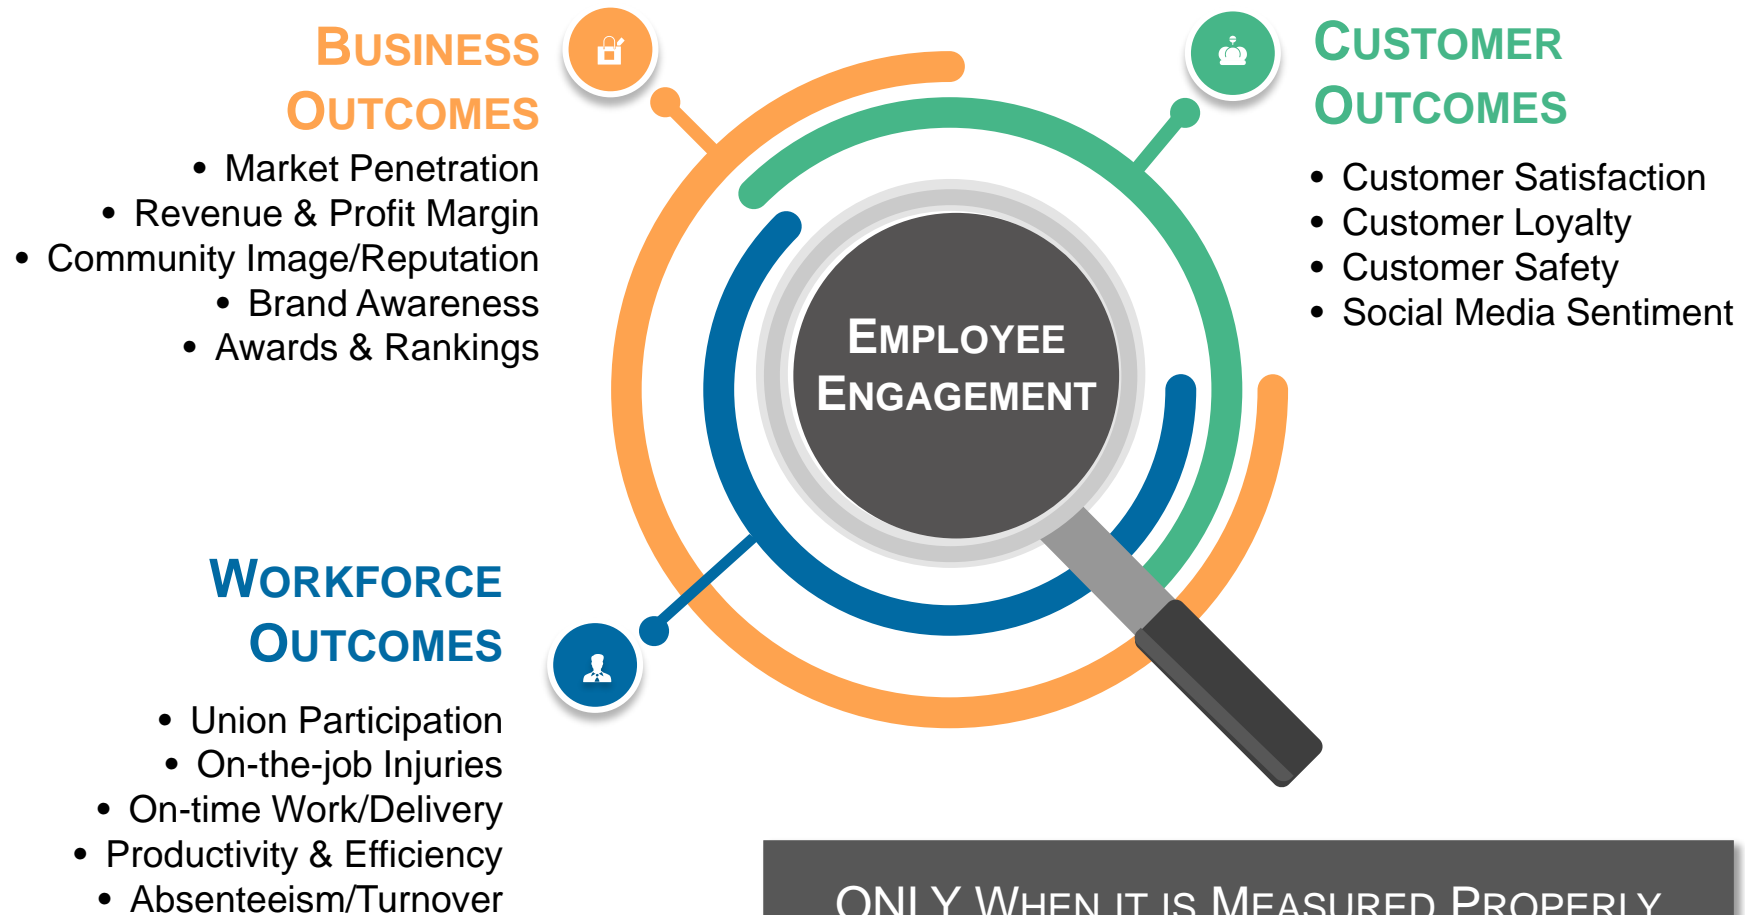 BUSINESS
OUTCOMES
• Market Penetration
• Revenue & Profit Margin
• Community Image/Reputation
• Brand Awareness
• Awards & Rankings
CUSTOMER
OUTCOMES
• Customer Satisfaction
• Customer Loyalty
• Customer Safety
• Social Media Sentiment
EMPLOYEE
ENGAGEMENT
WORKFORCE
OUTCOMES
• Union Participation
• On-the-job Injuries
• On-time Work/Delivery
• Productivity & Efficiency
• Absenteeism/Turnover
ONLY WHEN IT IS MEASURED PROPERLY